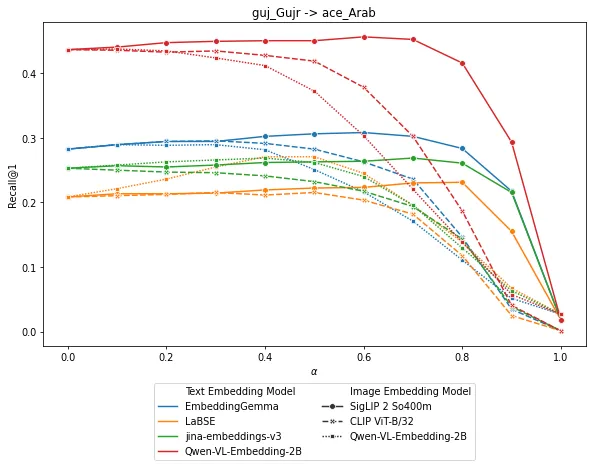 guj_Gujr -> ace_Arab
Recall@1
0.4
0.3
0.2
0.1
0.0
0.0 0.2 0.4 0.6 0.8 1.0
α
Text Embedding Model Image Embedding Model
EmbeddingGemma SigLIP 2 So400m
LaBSE CLIP ViT-B/32
jina-embeddings-v3 Qwen-VL-Embedding-2B
Qwen-VL-Embedding-2B